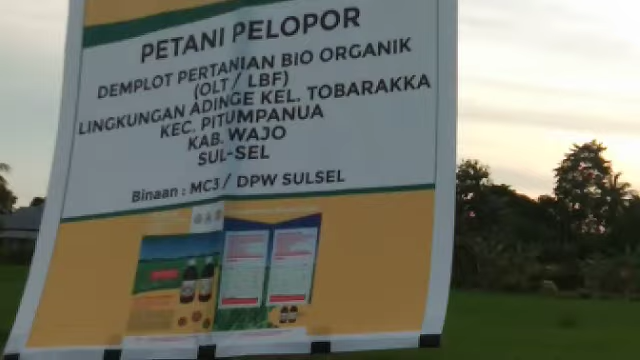 PETANI PELOPOR
DEMPLOT PERTANIAN BIO ORGANIK
(OLT / LBF)
LINGKUNGAN ADINGE KEL. TOBARAKKA
KEC. PITUMPANUA
KAB. WAJO
SUL-SEL
Binaan : MC3 / DPW SULSEL